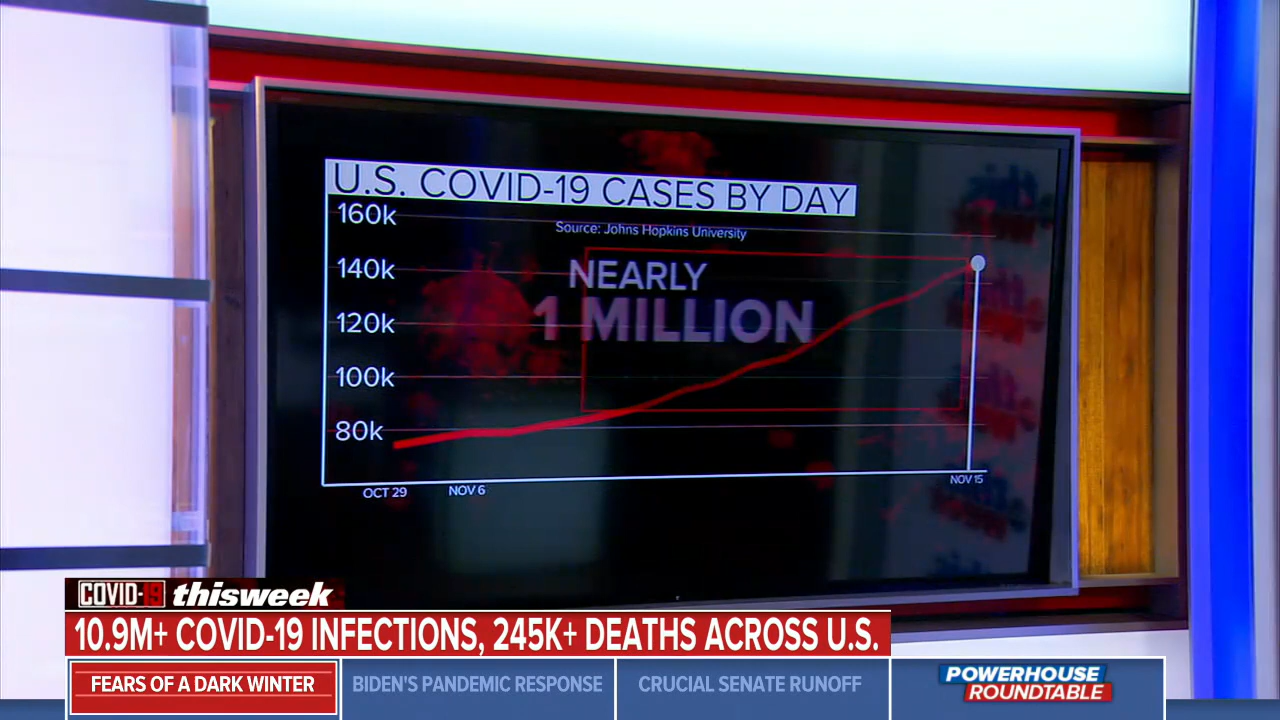 U.S. COVID-19 CASES BY DAY
160k
Source: Johns Hopkins University
140k
NEARLY
120k
1 MILLION
100k
80k
OCT 29
NOV 6
NOV 15
COVID-19 thisweek
10.9M+ COVID-19 INFECTIONS, 245K+ DEATHS ACROSS U.S.
FEARS OF A DARK WINTER
BIDEN'S PANDEMIC RESPONSE
CRUCIAL SENATE RUNOFF
POWERHOUSE
ROUNDTABLE